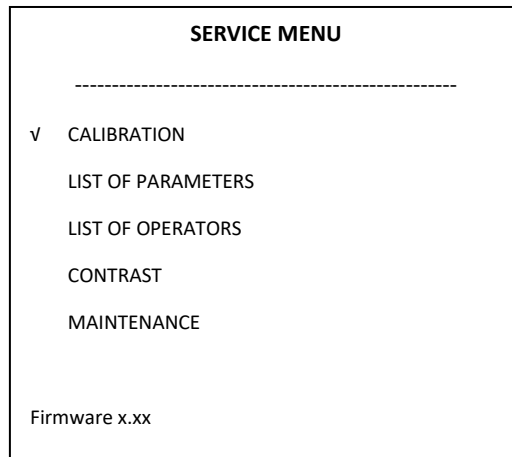 SERVICE MENU
----------------------------------------------------
√ CALIBRATION
LIST OF PARAMETERS
LIST OF OPERATORS
CONTRAST
MAINTENANCE
Firmware x.xx